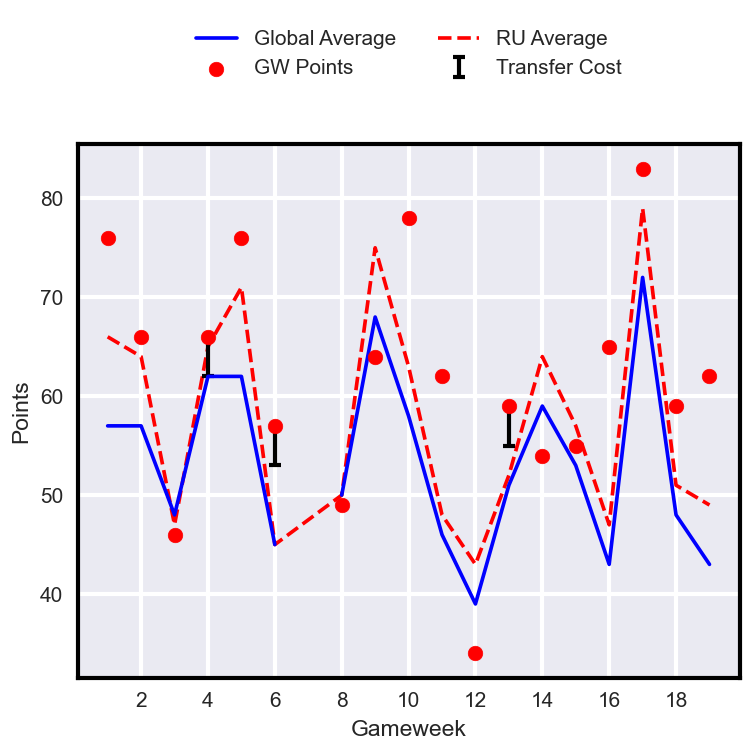 Global Average RU Average
GW Points Transfer Cost
80
70
60
50
40
Points
2 4 6 8 10 12 14 16 18
Gameweek